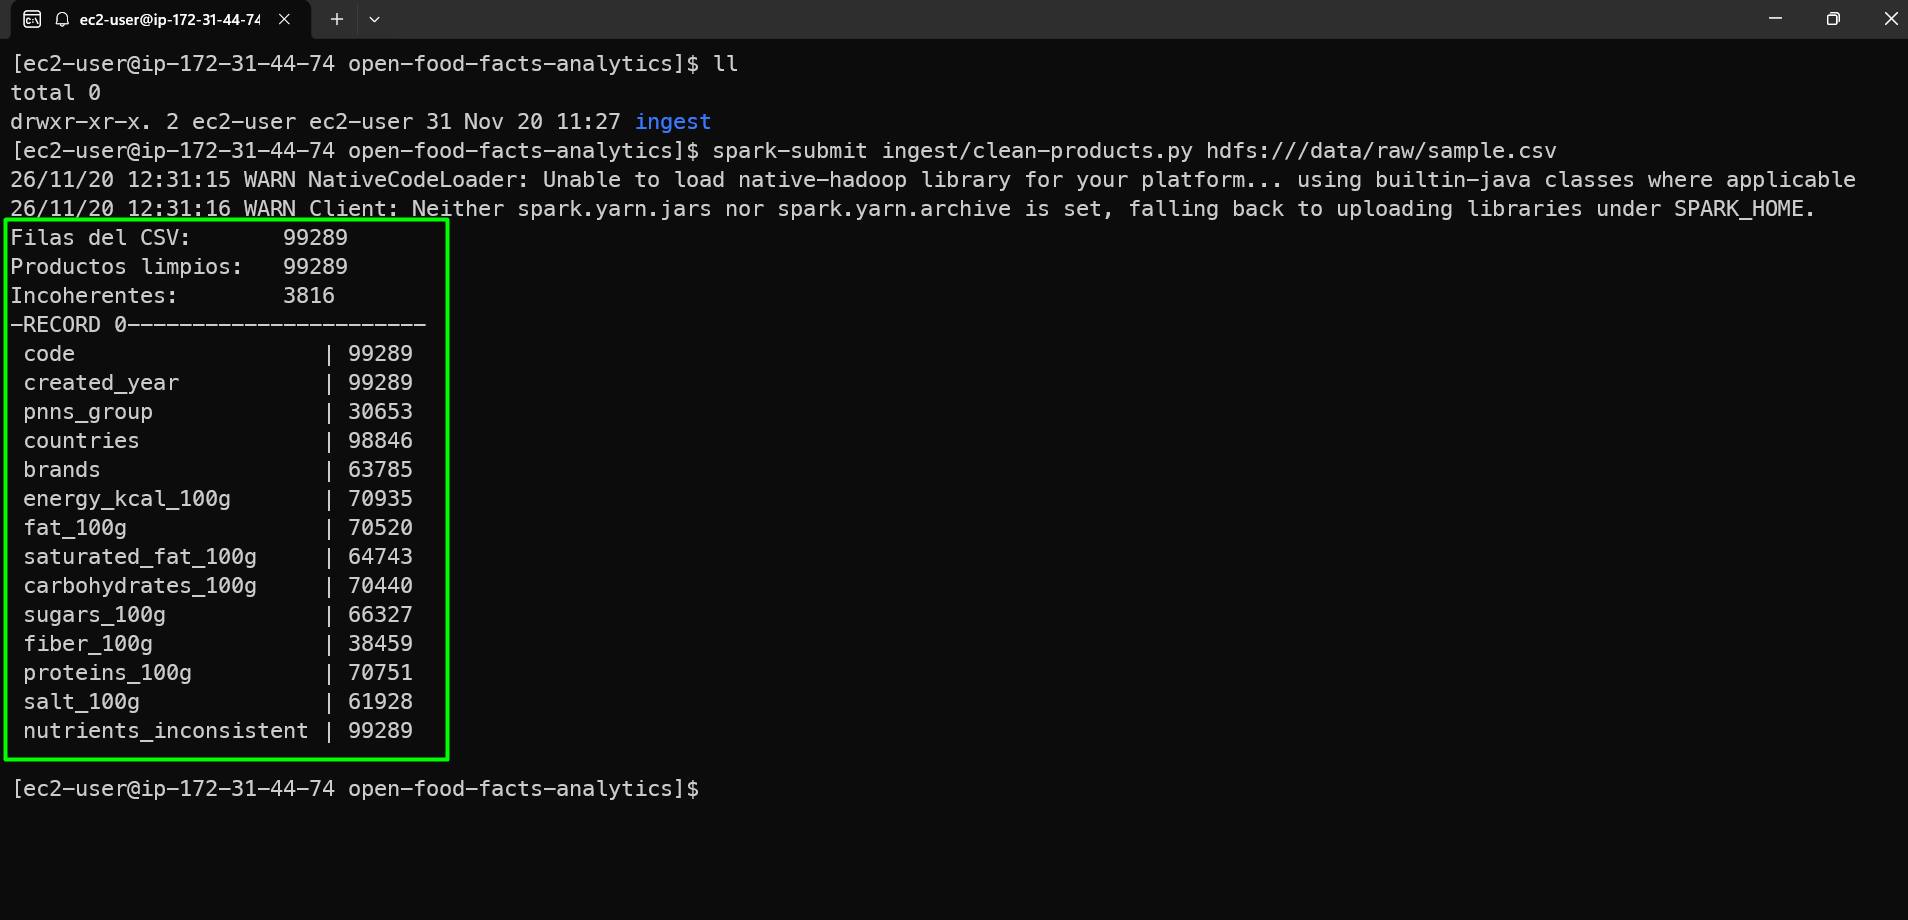 ec2-user@ip-172-31-44-74
[ec2-user@ip-172-31-44-74 open-food-facts-analytics]$ ll
total 0
drwxr-xr-x. 2 ec2-user ec2-user 31 Nov 20 11:27 ingest
[ec2-user@ip-172-31-44-74 open-food-facts-analytics]$ spark-submit ingest/clean-products.py hdfs:///data/raw/sample.csv
26/11/20 12:31:15 WARN NativeCodeLoader: Unable to load native-hadoop library for your platform... using builtin-java classes where applicable
26/11/20 12:31:16 WARN Client: Neither spark.yarn.jars nor spark.yarn.archive is set, falling back to uploading libraries under SPARK_HOME.
Filas del CSV:       99289
Productos limpios:   99289
Incoherentes:        3816
-RECORD 0-----------------------
 code                   | 99289
 created_year           | 99289
 pnns_group             | 30653
 countries              | 98846
 brands                 | 63785
 energy_kcal_100g       | 70935
 fat_100g               | 70520
 saturated_fat_100g     | 64743
 carbohydrates_100g     | 70440
 sugars_100g            | 66327
 fiber_100g             | 38459
 proteins_100g          | 70751
 salt_100g              | 61928
 nutrients_inconsistent | 99289
[ec2-user@ip-172-31-44-74 open-food-facts-analytics]$